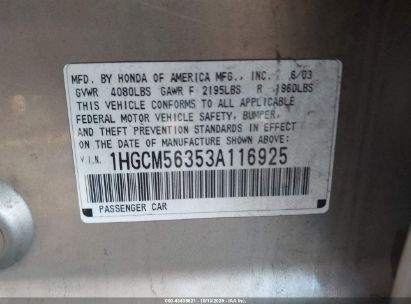 MFD. BY HONDA OF AMERICA MFG., INC. 6/03
GVWR 4080LBS GAWR F 2195LBS R 1960LBS
THIS VEHICLE CONFORMS TO ALL APPLICABLE
FEDERAL MOTOR VEHICLE SAFETY, BUMPER,
AND THEFT PREVENTION STANDARDS IN EFFECT
ON THE DATE OF MANUFACTURE SHOWN ABOVE:
V.I.N. 1HGCM56353A116925
PASSENGER CAR